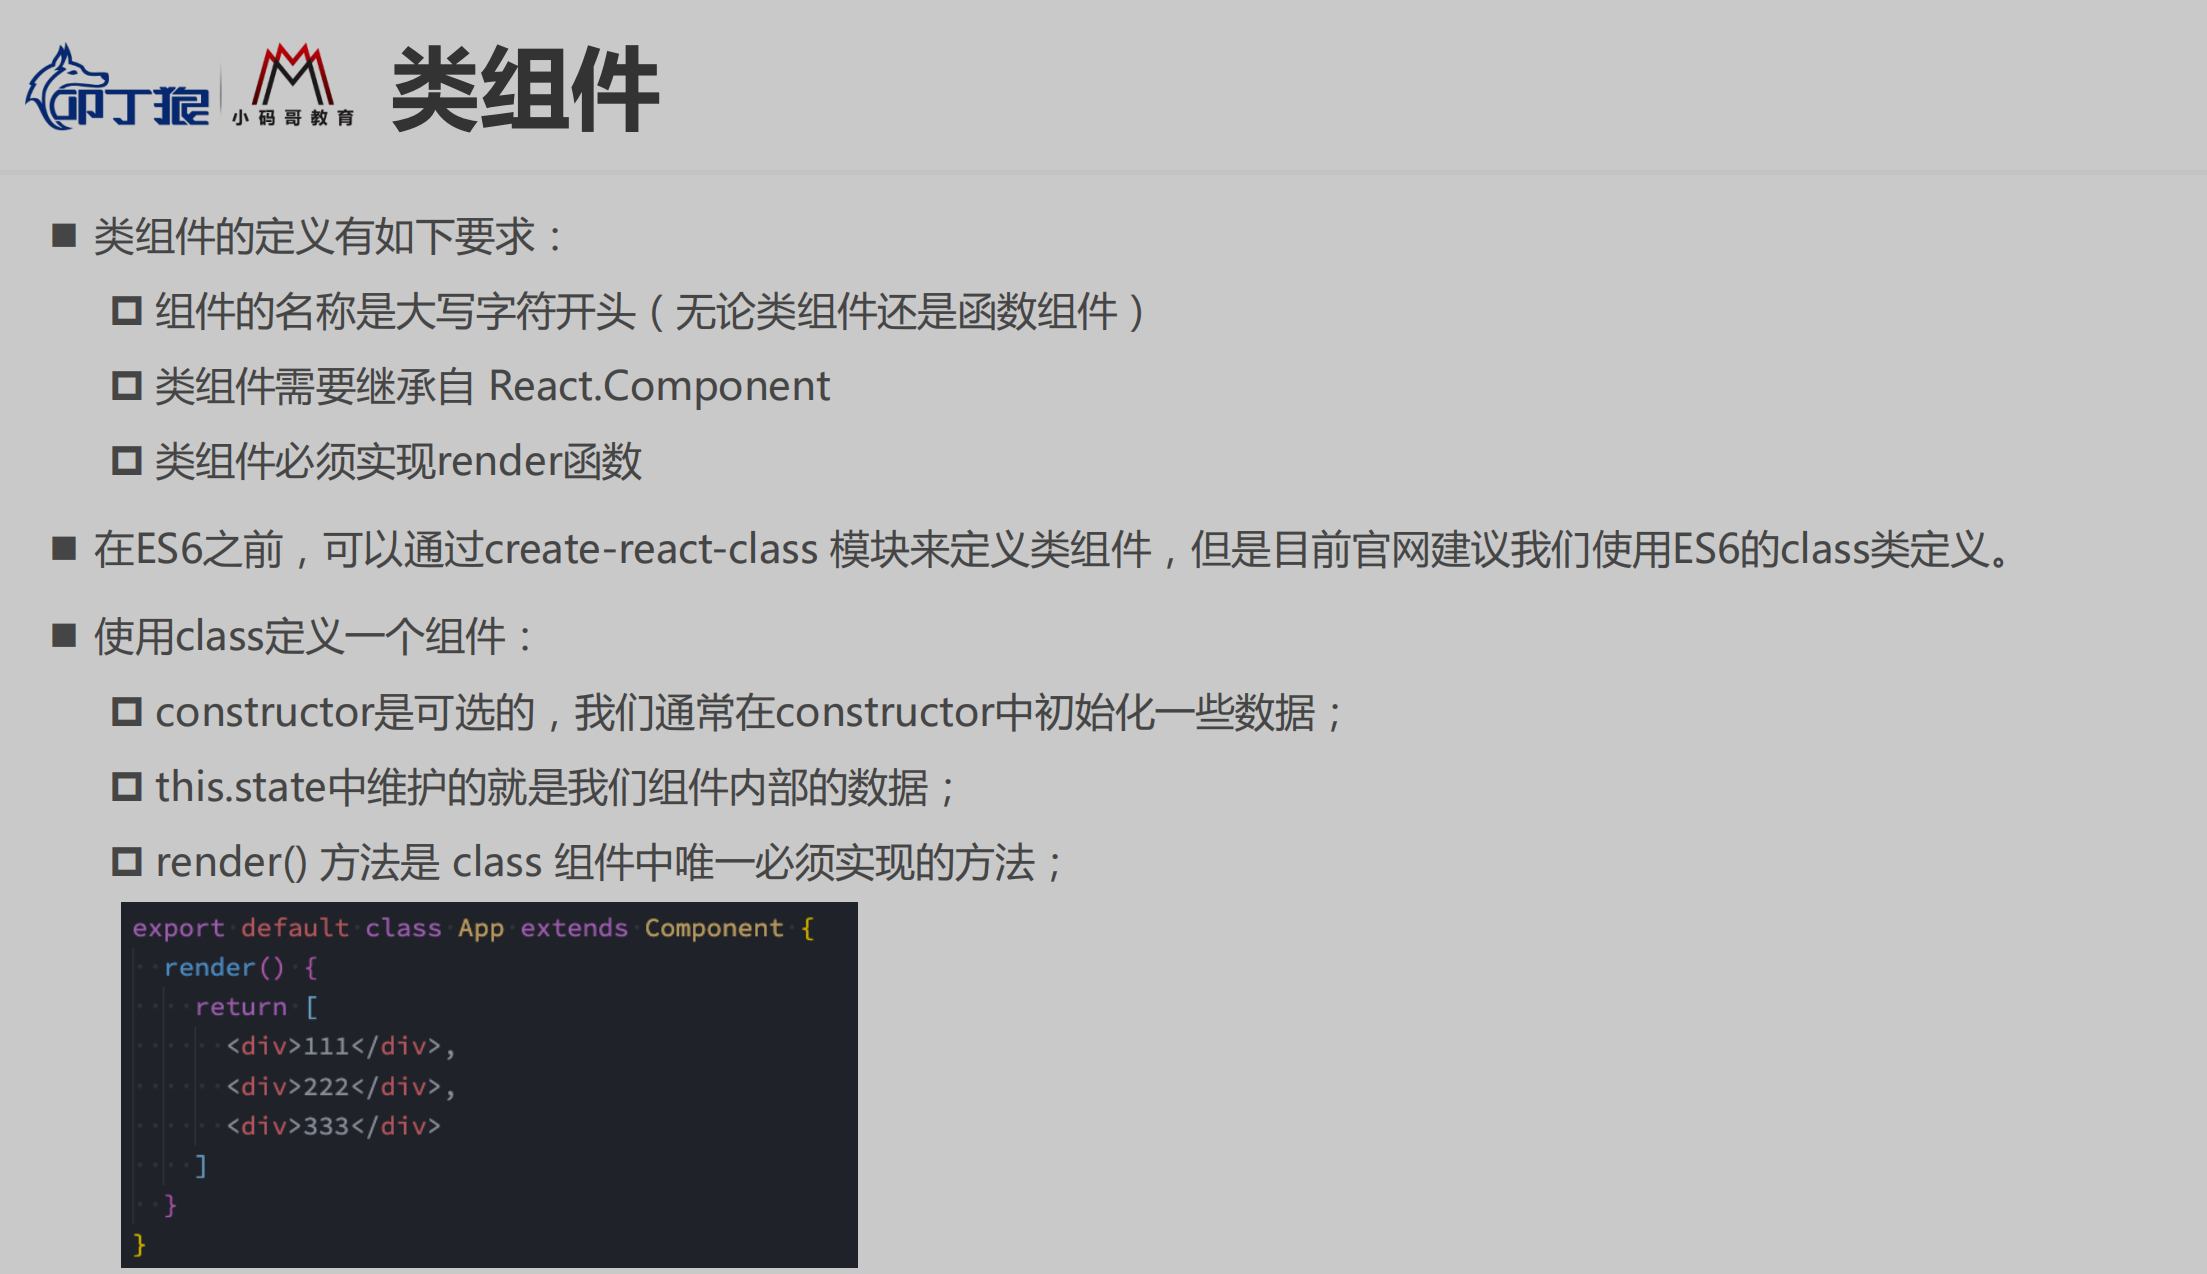 叩丁狼 小码哥教育 类组件
类组件的定义有如下要求：
组件的名称是大写字符开头（无论类组件还是函数组件）
类组件需要继承自 React.Component
类组件必须实现render函数
在ES6之前，可以通过create-react-class 模块来定义类组件，但是目前官网建议我们使用ES6的class类定义。
使用class定义一个组件：
constructor是可选的，我们通常在constructor中初始化一些数据；
this.state中维护的就是我们组件内部的数据；
render() 方法是 class 组件中唯一必须实现的方法；
export default class App extends Component {
  render() {
    return [
      <div>111</div>,
      <div>222</div>,
      <div>333</div>
    ]
  }
}